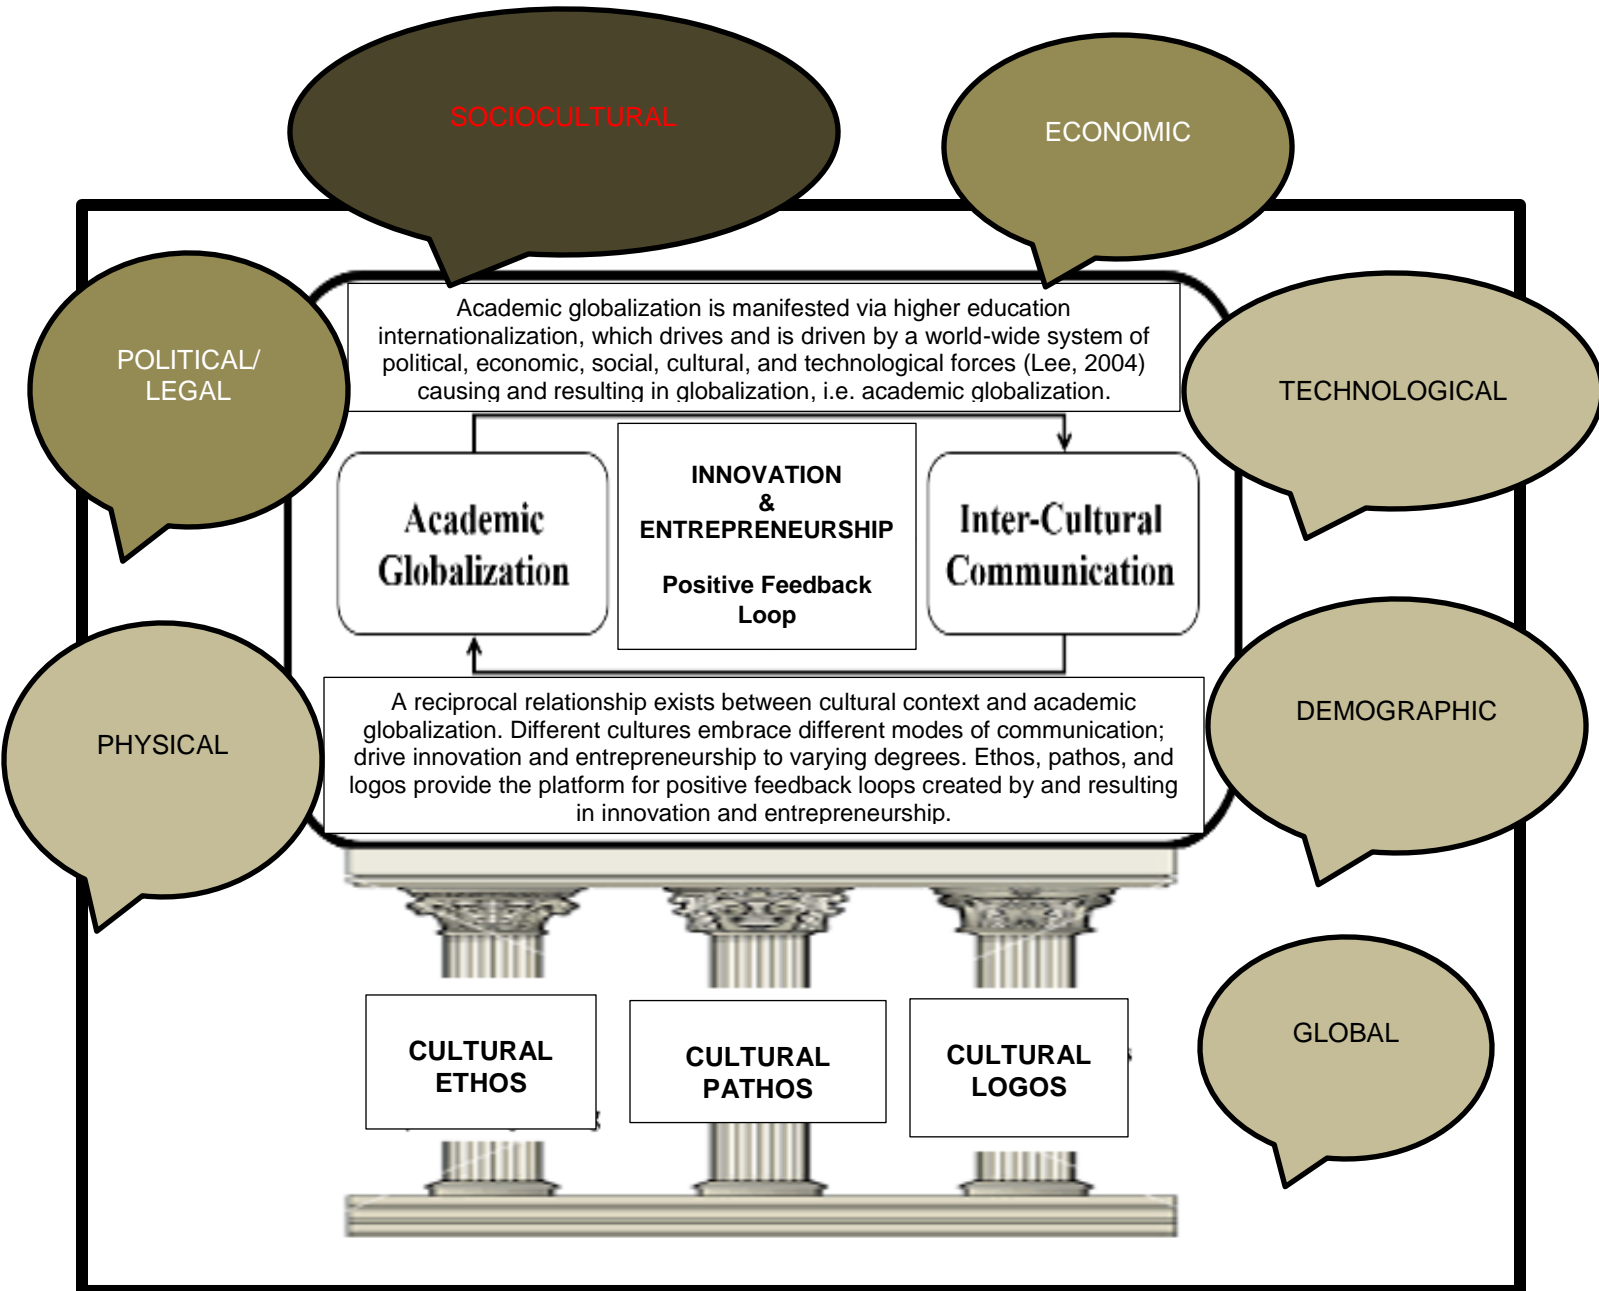 SOCIOCULTURAL
ECONOMIC
POLITICAL/
LEGAL
Academic globalization is manifested via higher education
internationalization, which drives and is driven by a world-wide system of
political, economic, social, cultural, and technological forces (Lee, 2004)
causing and resulting in globalization, i.e. academic globalization.
TECHNOLOGICAL
Academic
Globalization
INNOVATION
&
ENTREPRENEURSHIP
Positive Feedback
Loop
Inter-Cultural
Communication
PHYSICAL
A reciprocal relationship exists between cultural context and academic
globalization. Different cultures embrace different modes of communication;
drive innovation and entrepreneurship to varying degrees. Ethos, pathos, and
logos provide the platform for positive feedback loops created by and resulting
in innovation and entrepreneurship.
DEMOGRAPHIC
CULTURAL
ETHOS
CULTURAL
PATHOS
CULTURAL
LOGOS
GLOBAL